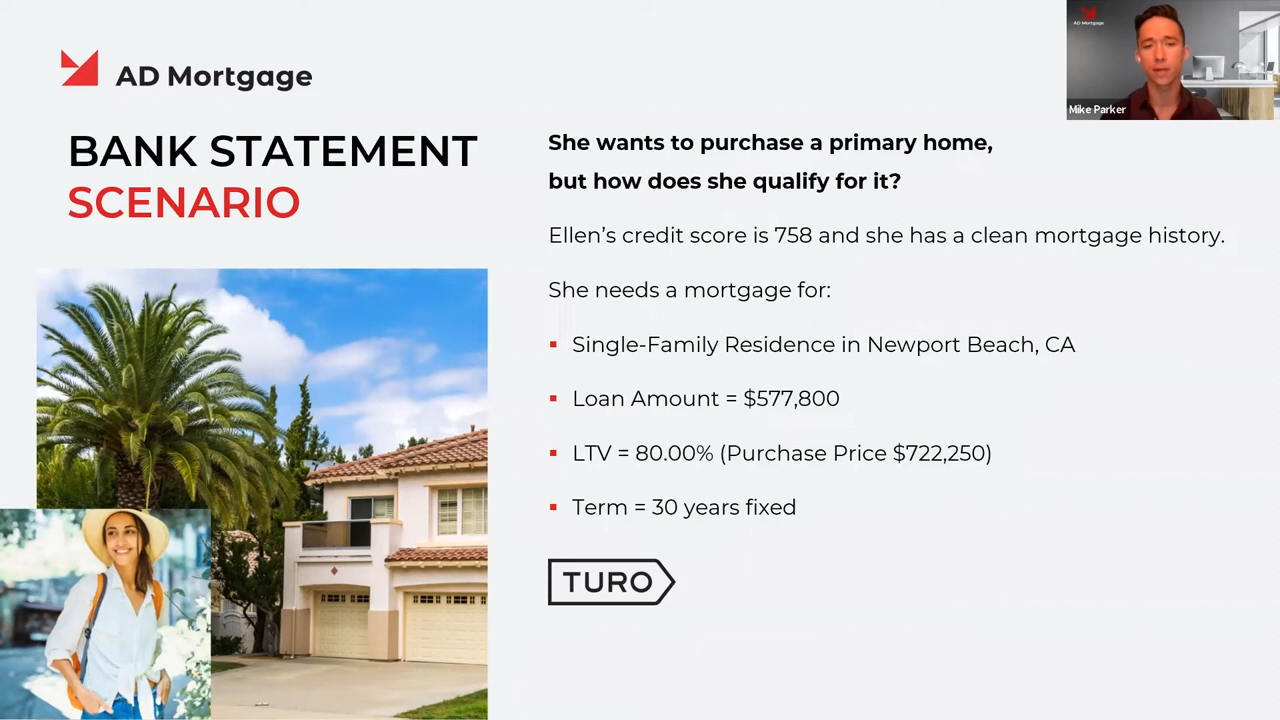 AD Mortgage
BANK STATEMENT
SCENARIO
She wants to purchase a primary home,
but how does she qualify for it?
Ellen’s credit score is 758 and she has a clean mortgage history.
She needs a mortgage for:
Single-Family Residence in Newport Beach, CA
Loan Amount = $577,800
LTV = 80.00% (Purchase Price $722,250)
Term = 30 years fixed
TURO
AD Mortgage
Mike Parker